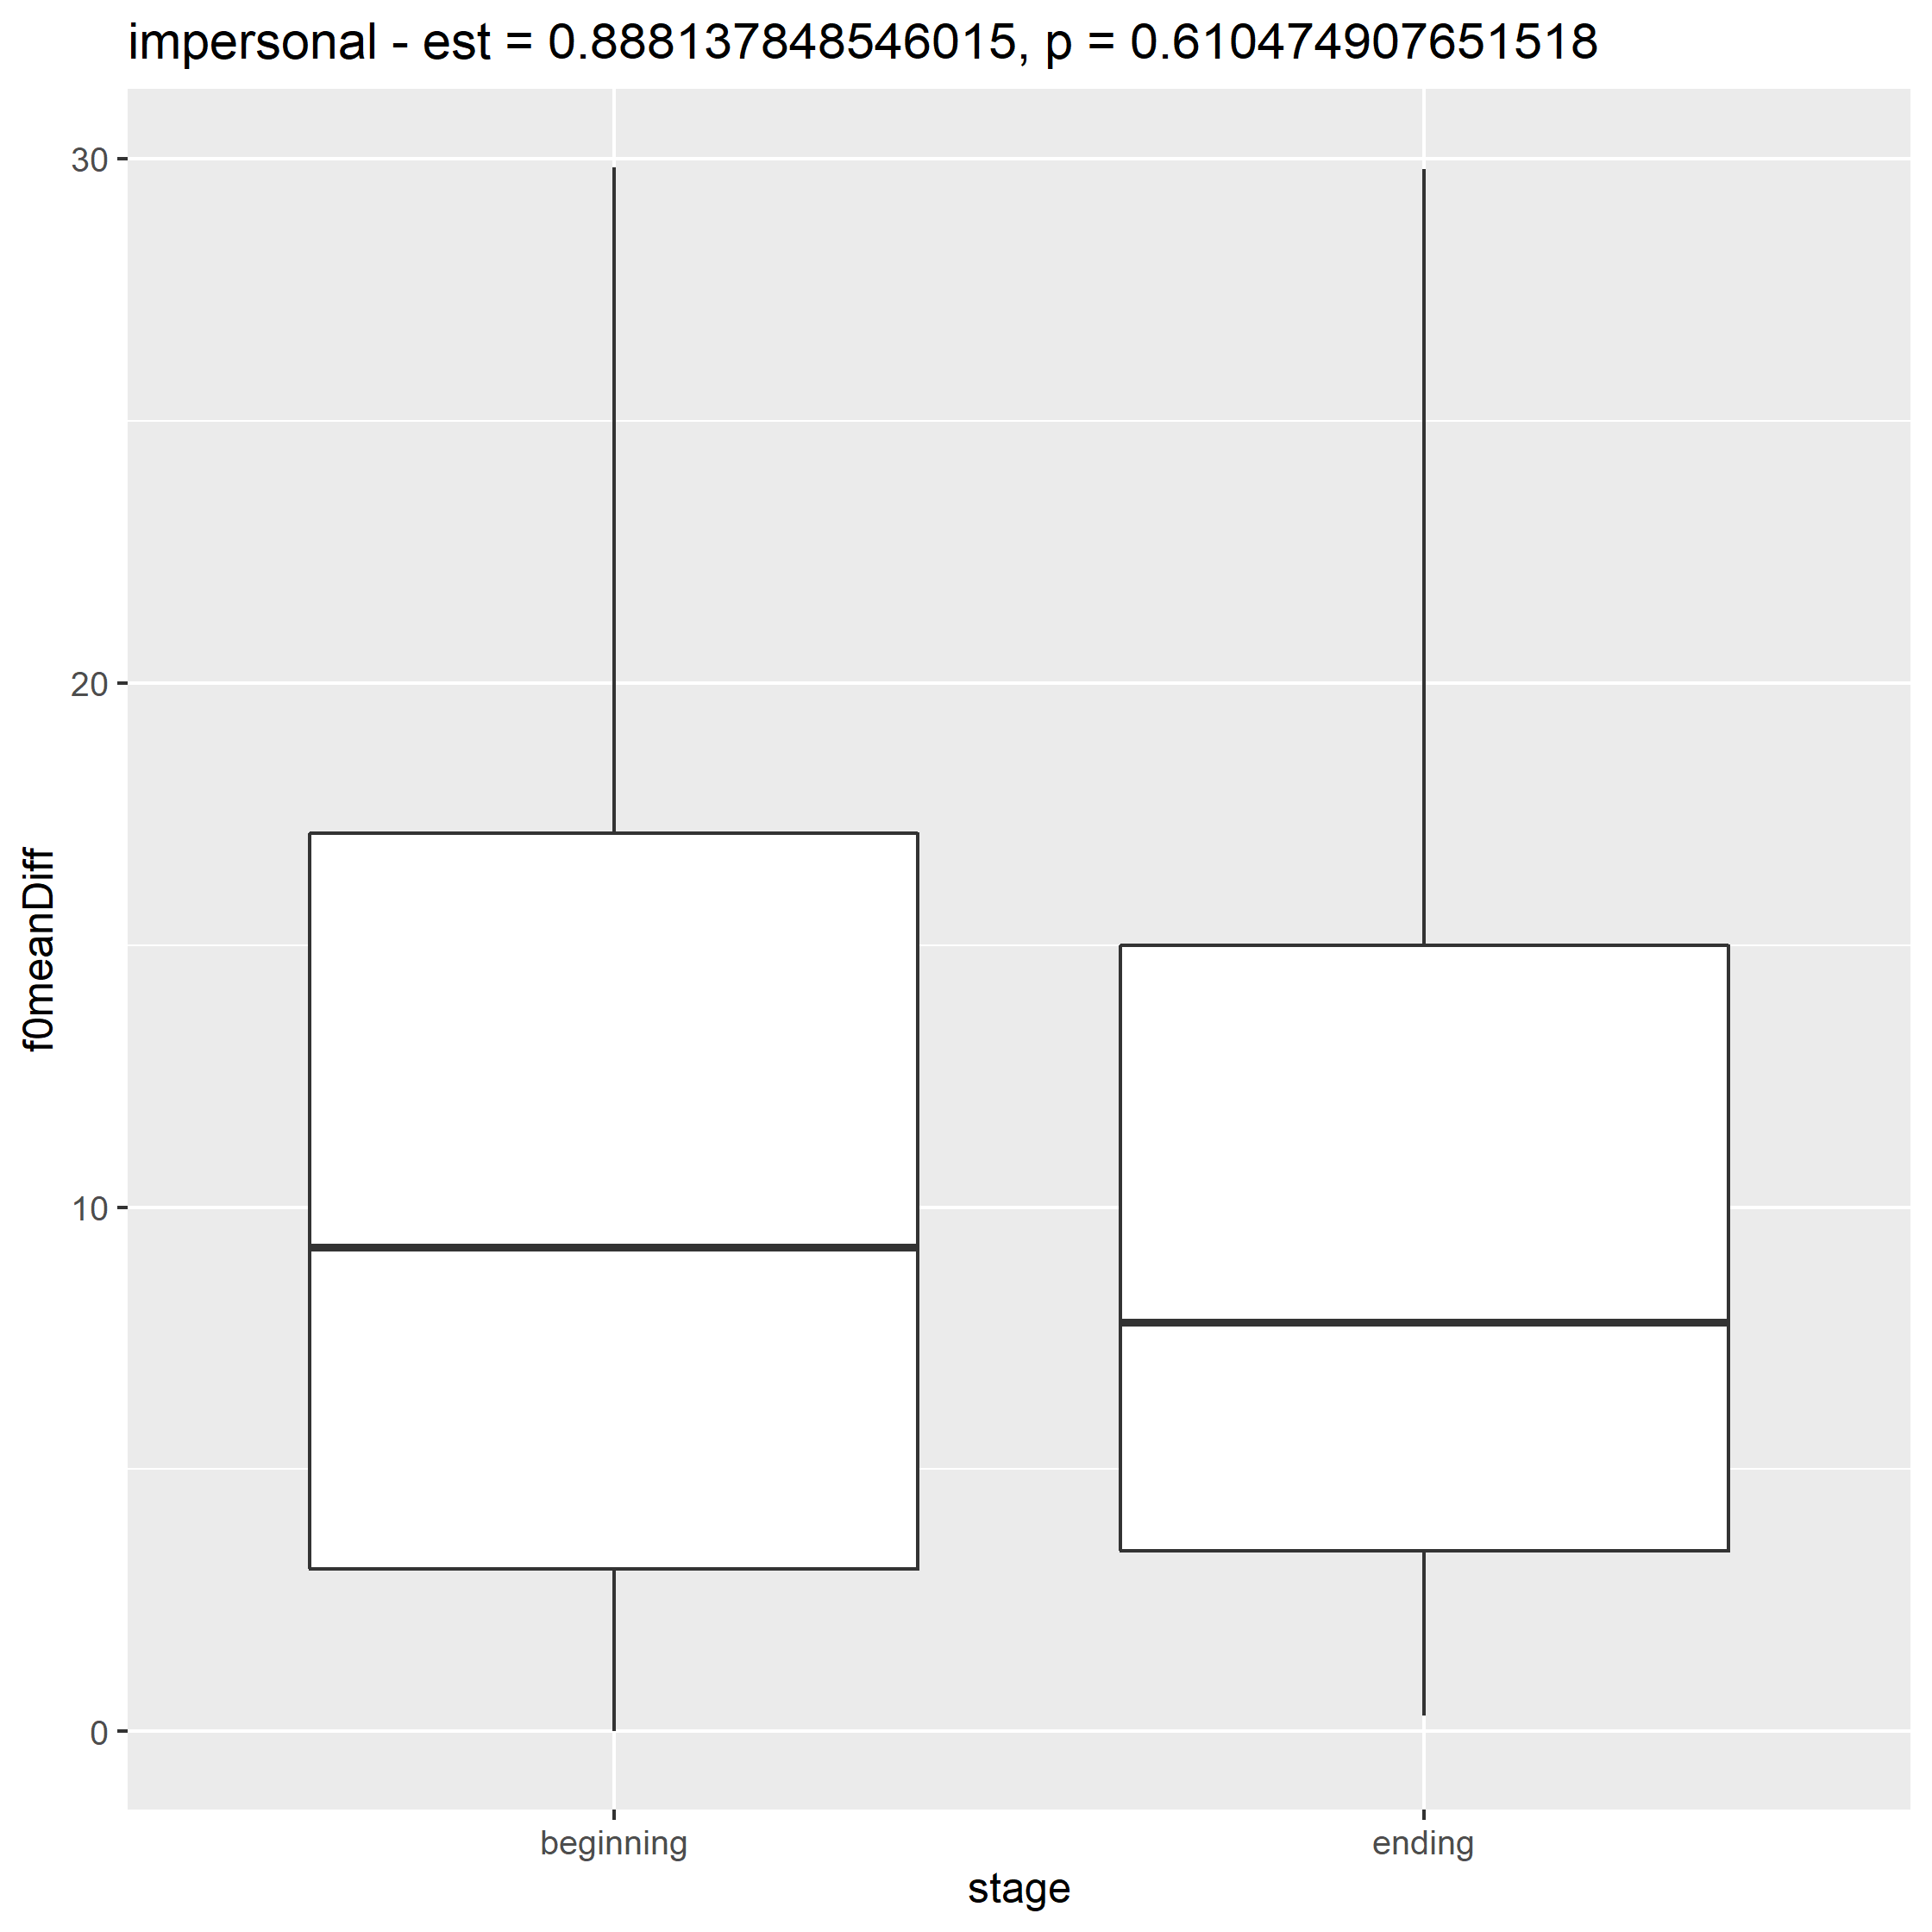 impersonal - est = 0.888137848546015, p = 0.610474907651518
30
20
10
0
f0meanDiff
beginning
ending
stage